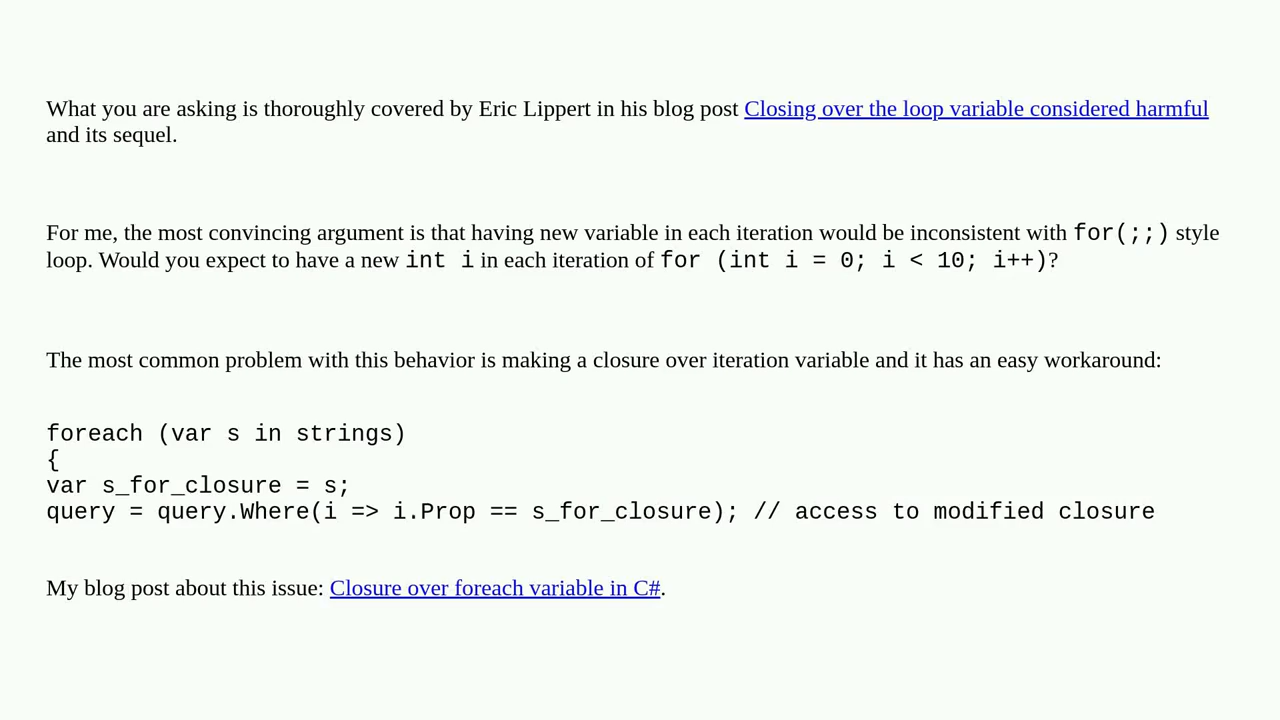 What you are asking is thoroughly covered by Eric Lippert in his blog post Closing over the loop variable considered harmful
and its sequel.
For me, the most convincing argument is that having new variable in each iteration would be inconsistent with for(;;) style
loop. Would you expect to have a new int i in each iteration of for (int i = 0; i < 10; i++)?
The most common problem with this behavior is making a closure over iteration variable and it has an easy workaround:
foreach (var s in strings)
{
var s_for_closure = s;
query = query.Where(i => i.Prop == s_for_closure); // access to modified closure
My blog post about this issue: Closure over foreach variable in C#.